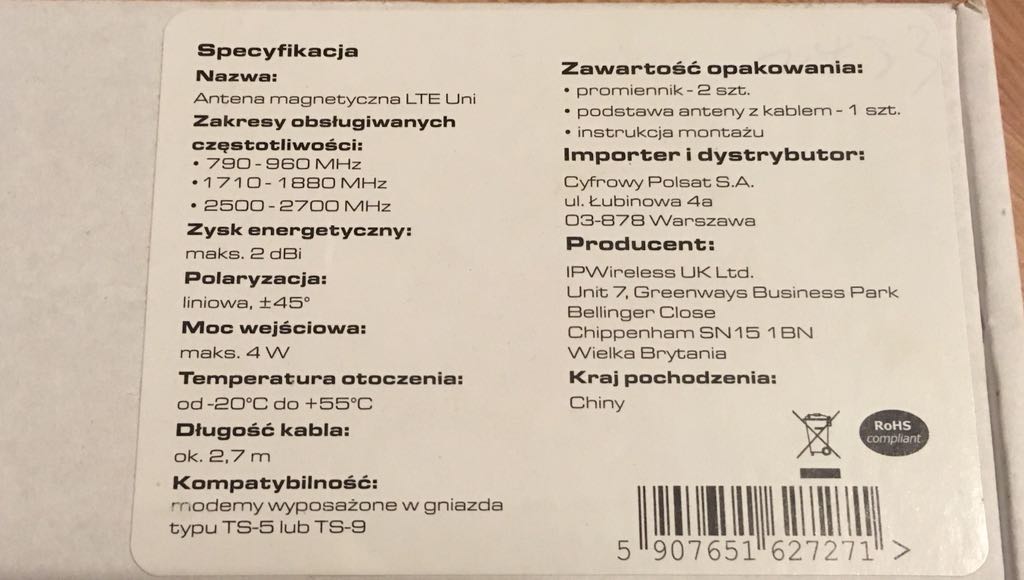 Specyfikacja
Nazwa:
Antena magnetyczna LTE Uni
Zakresy obsługiwanych
częstotliwości:
• 790-960 MHz
• 1710-1880 MHz
• 2500-2700 MHz
Zysk energetyczny:
maks. 2 dBi
Polaryzacja:
liniowa, ±45°
Moc wejściowa:
maks. 4 W
Temperatura otoczenia:
od -20°C do +55°C
Długość kabla:
ok. 2,7 m
Kompatybilność:
modemy wyposażone w gniazda
typu TS-5 lub TS-9
Zawartość opakowania:
• promiennik - 2 szt.
• podstawa anteny z kablem - 1 szt.
• instrukcja montażu
Importer i dystrybutor:
Cyfrowy Polsat S.A.
ul. Łubinowa 4a
03-878 Warszawa
Producent:
IPWireless UK Ltd.
Unit 7, Greenways Business Park
Bellinger Close
Chippenham SN15 1BN
Wielka Brytania
Kraj pochodzenia:
Chiny
RoHS
compliant
5 907651 627271 >